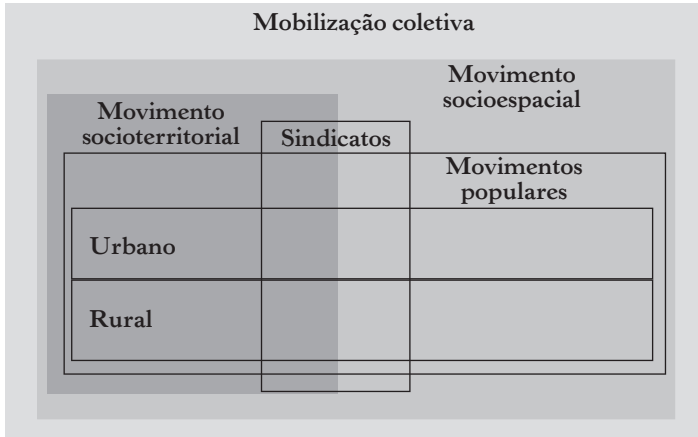 Mobilização coletiva
Movimento
socioespacial
Movimento
socioterritorial
Sindicatos
Movimentos
populares
Urbano
Rural